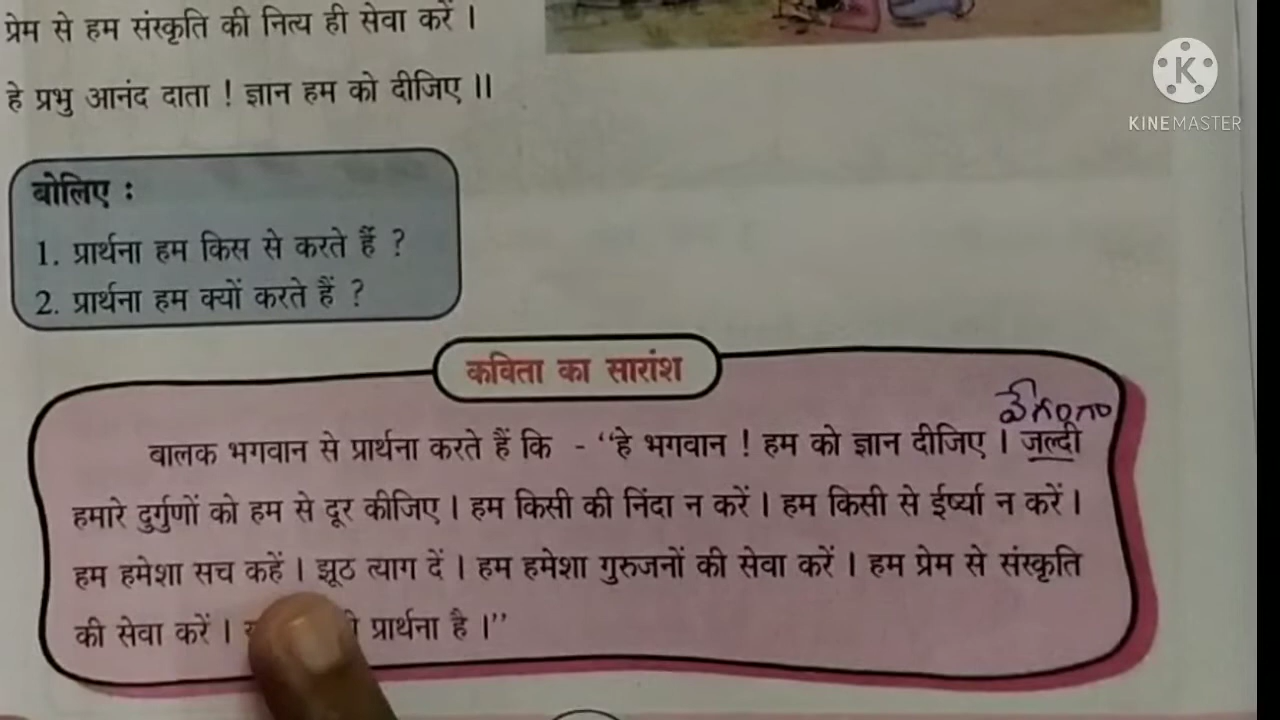 प्रेम से हम संस्कृति की नित्य ही सेवा करें ।
हे प्रभु आनंद दाता ! ज्ञान हम को दीजिए ॥
KINEMASTER
बोलिए :
1. प्रार्थना हम किस से करते हैं ?
2. प्रार्थना हम क्यों करते हैं ?
कविता का सारांश
వేగంగా
बालक भगवान से प्रार्थना करते हैं कि - “हे भगवान ! हम को ज्ञान दीजिए । जल्दी
हमारे दुर्गुणों को हम से दूर कीजिए । हम किसी की निंदा न करें । हम किसी से ईर्ष्या न करें ।
हम हमेशा सच कहें । झूठ त्याग दें । हम हमेशा गुरुजनों की सेवा करें । हम प्रेम से संस्कृति
की सेवा करें । प्रार्थना है ।”